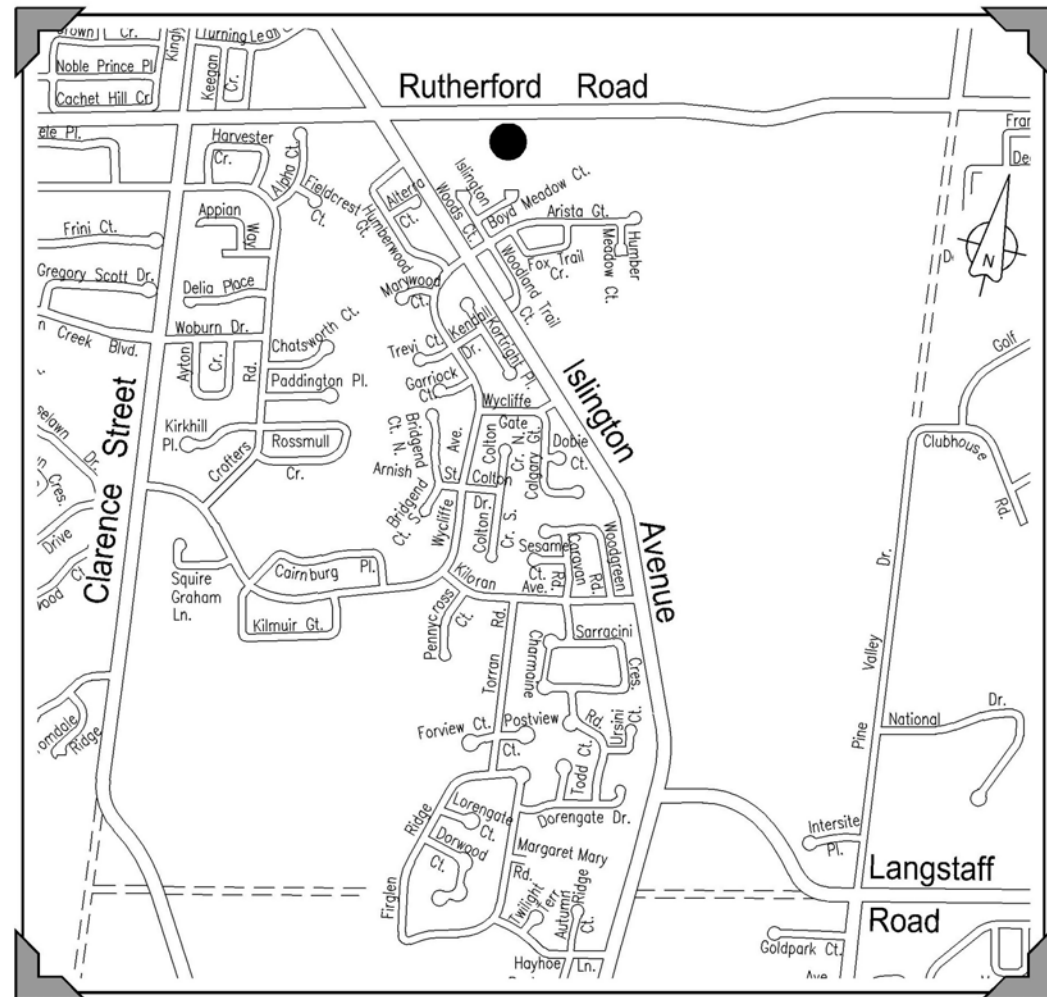 Cr.
Turning Leaf
Noble Prince Pl
Keegan
Cr.
Cachet Hill Cr
Rutherford Road
Harvester
Cr.
Alpha Ct.
Fieldcrest
Ct.
Islington
Woods Ct.
Boyd Meadow Ct.
Alterra
Ct.
Humberwood
Gt.
Arista Gt.
Appian
Way
Humber
Meadow Ct.
Frini Ct.
Fox Trail
Cr.
Woodland Trail
Ct.
N
Gregory Scott Dr.
Delia Place
Marywood
Ct.
Woburn Dr.
Creek Blvd.
Chatsworth Ct.
Trevi Ct.
Kendall
Dr.
Kartright Pl.
Golf
Ayton
Cr.
Rd.
Paddington Pl.
Garriock
Ct.
Islington
Avenue
Wycliffe
Gate
Clarence Street
Kirkhill
Pl.
Rossmull
Cr.
Crofters
Bridgend
Ct. N.
Ave.
Colton
Cr. N.
Calgary Gt.
Dobie
Ct.
Clubhouse
Rd.
Arnish
St.
Colton
Dr.
Bridgend
Ct. S.
Wycliffe
Colton
Cr. S.
Dr.
Cres.
Drive
Ct.
Sesame
Ct.
Caravan
Rd.
Woodgreen
Rd.
Squire
Graham
Ln.
Cairnburg Pl.
Kiloran
Ave.
Kilmuir Gt.
Pennycross
Ct.
Torran
Rd.
Sarracini
Cres.
Charmaine
Rd.
Pine Valley Dr.
Forview Ct.
Postview
Ct.
Ursini
Ct.
National Dr.
Ridge
Todd Ct.
Firglen
Ridge
Lorengate
Ct.
Dorengate Dr.
Dorwood
Ct.
Margaret Mary
Rd.
Intersite
Pl.
Langstaff
Road
Twilight
Terr.
Autumn
Ridge
Ct.
Goldpark Ct.
Hayhoe Ln.
Ave.